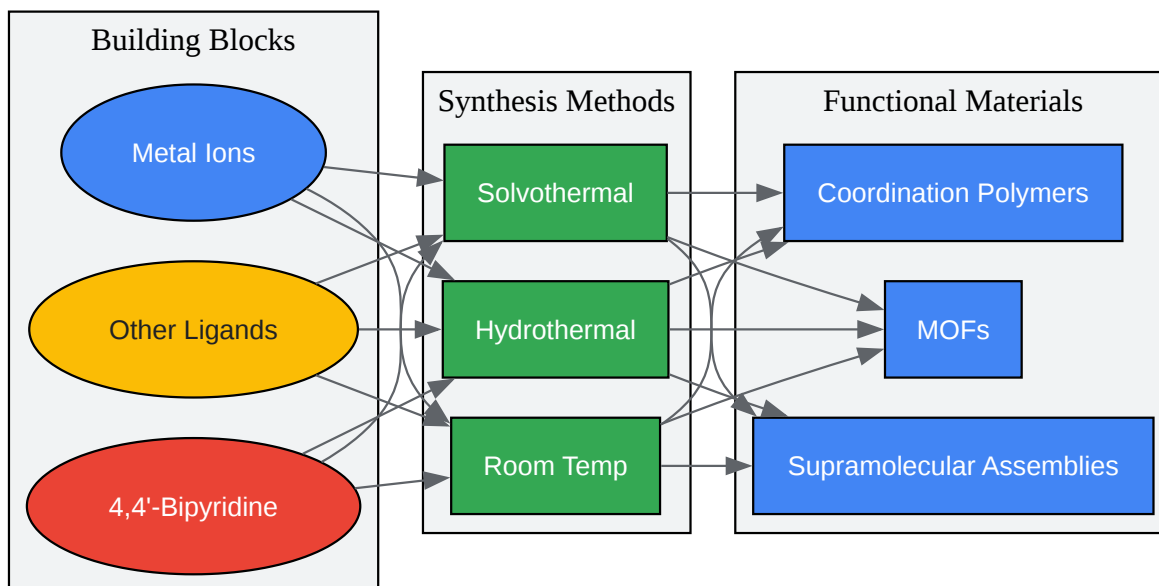 Building Blocks
Metal Ions
Other Ligands
4,4'-Bipyridine
Synthesis Methods
Solvothermal
Hydrothermal
Room Temp
Functional Materials
Coordination Polymers
MOFs
Supramolecular Assemblies